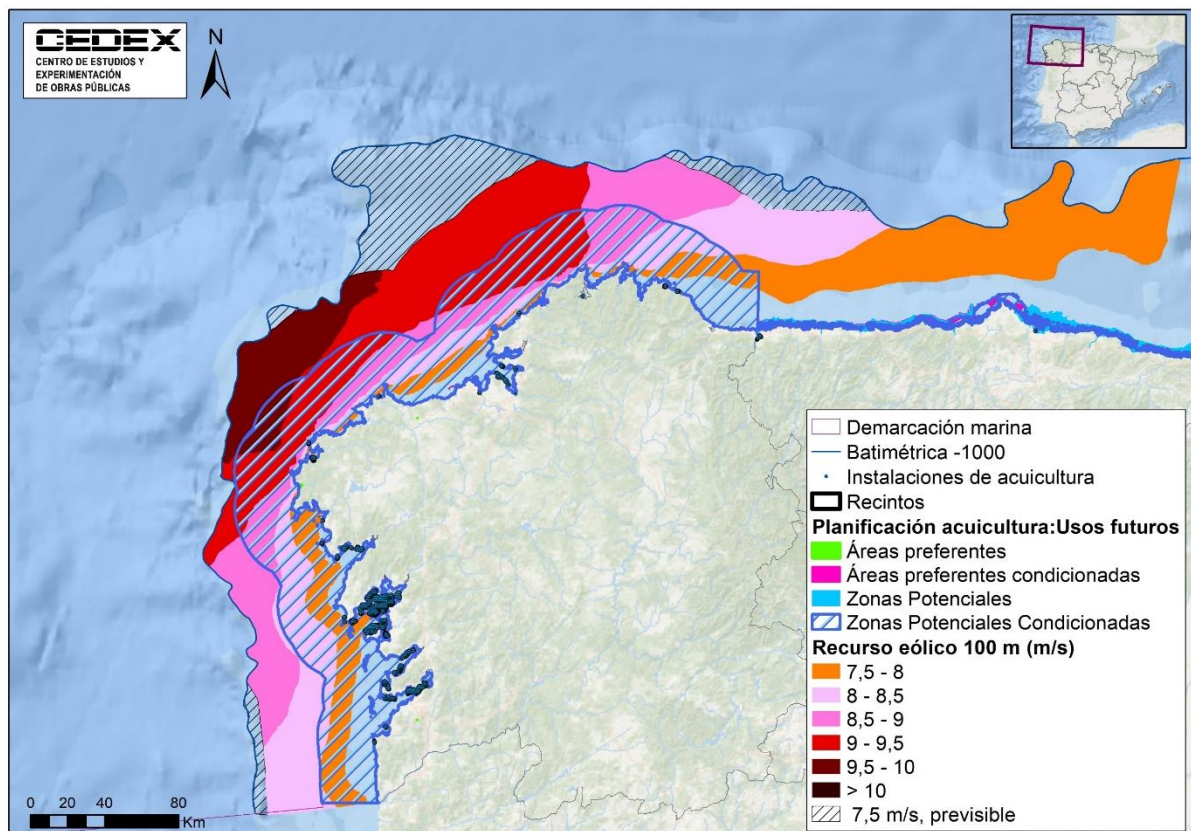 CEDEX
CENTRO DE ESTUDIOS Y
EXPERIMENTACIÓN
DE OBRAS PÚBLICAS
N
Demarcación marina
Batimétrica -1000
Instalaciones de acuicultura
Recintos
Planificación acuicultura:Usos futuros
Áreas preferentes
Áreas preferentes condicionadas
Zonas Potenciales
Zonas Potenciales Condicionadas
Recurso eólico 100 m (m/s)
7,5 - 8
8 - 8,5
8,5 - 9
9 - 9,5
9,5 - 10
> 10
7,5 m/s, previsible
0 20 40 80
Km